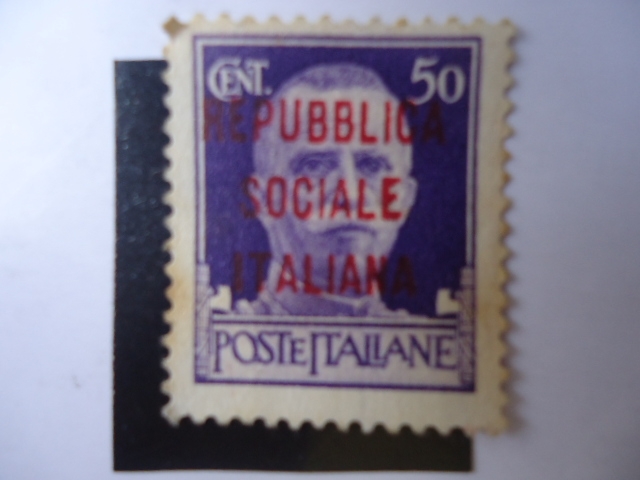 CENT. 50
REPUBBLICA
SOCIALE
ITALIANA
POSTE ITALIANE